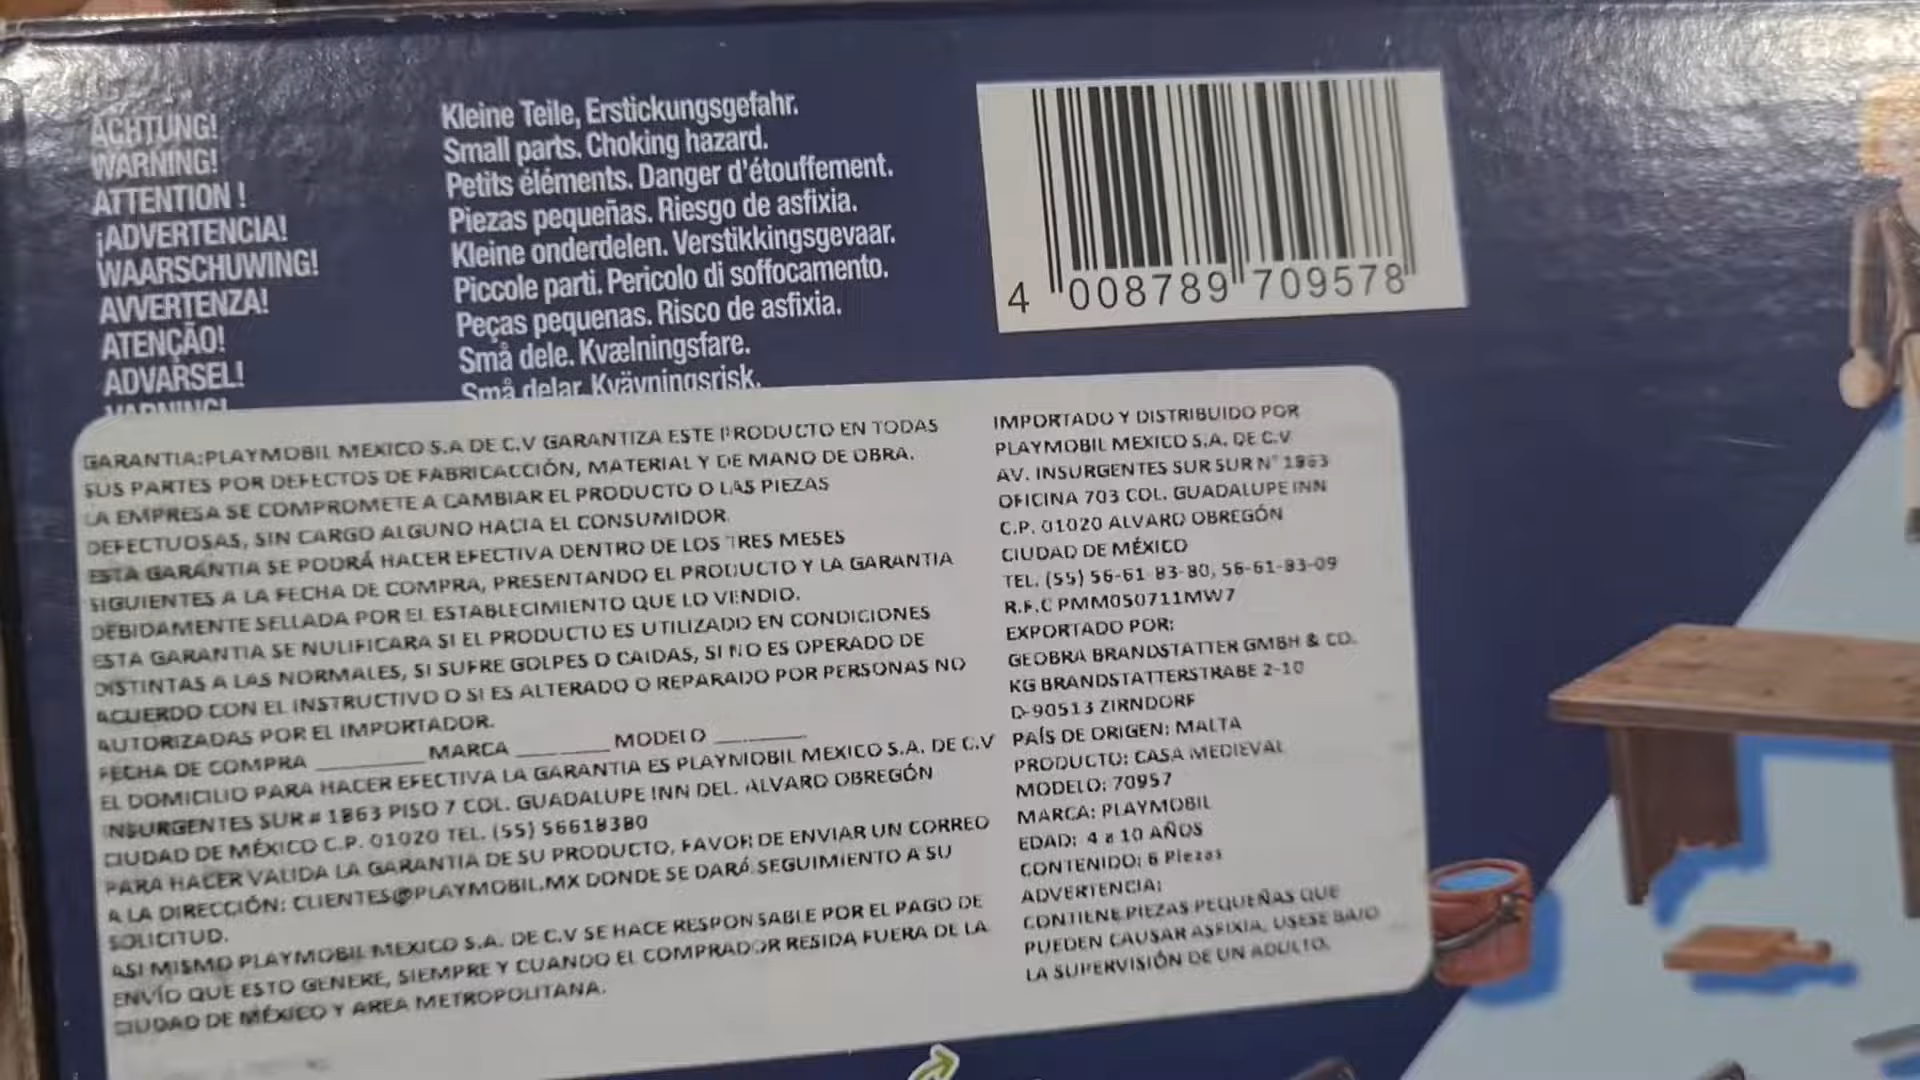 ACHTUNG!
WARNING!
ATTENTION !
¡ADVERTENCIA!
WAARSCHUWING!
AVVERTENZA!
ATENÇÃO!
ADVARSEL!
VARNING!
Kleine Teile, Erstickungsgefahr.
Small parts. Choking hazard.
Petits éléments. Danger d'étouffement.
Piezas pequeñas. Riesgo de asfixia.
Kleine onderdelen. Verstikkingsgevaar.
Piccole parti. Pericolo di soffocamento.
Peças pequenas. Risco de asfixia.
Små dele. Kvælningsfare.
Små delar. Kvävningsrisk.
4 008789 709578
GARANTIA:PLAYMOBIL MEXICO S.A DE C.V GARANTIZA ESTE PRODUCTO EN TODAS
SUS PARTES POR DEFECTOS DE FABRICACCIÓN, MATERIAL Y DE MANO DE OBRA.
LA EMPRESA SE COMPROMETE A CAMBIAR EL PRODUCTO O LAS PIEZAS
DEFECTUOSAS, SIN CARGO ALGUNO HACIA EL CONSUMIDOR.
ESTA GARANTIA SE PODRÁ HACER EFECTIVA DENTRO DE LOS TRES MESES
SIGUIENTES A LA FECHA DE COMPRA, PRESENTANDO EL PRODUCTO Y LA GARANTIA
DEBIDAMENTE SELLADA POR EL ESTABLECIMIENTO QUE LO VENDIO.
ESTA GARANTIA SE NULIFICARA SI EL PRODUCTO ES UTILIZADO EN CONDICIONES
DISTINTAS A LAS NORMALES, SI SUFRE GOLPES O CAIDAS, SI NO ES OPERADO DE
ACUERDO CON EL INSTRUCTIVO O SI ES ALTERADO O REPARADO POR PERSONAS NO
AUTORIZADAS POR EL IMPORTADOR.
FECHA DE COMPRA ________ MARCA _______ MODELO _______
EL DOMICILIO PARA HACER EFECTIVA LA GARANTIA ES PLAYMOBIL MEXICO S.A. DE C.V
INSURGENTES SUR # 1863 PISO 7 COL. GUADALUPE INN DEL. ALVARO OBREGÓN
CIUDAD DE MÉXICO C.P. 01020 TEL. (55) 56618380
PARA HACER VALIDA LA GARANTIA DE SU PRODUCTO, FAVOR DE ENVIAR UN CORREO
A LA DIRECCIÓN: CLIENTES@PLAYMOBIL.MX DONDE SE DARÁ SEGUIMIENTO A SU
SOLICITUD.
ASI MISMO PLAYMOBIL MEXICO S.A. DE C.V SE HACE RESPONSABLE POR EL PAGO DE
ENVÍO QUE ESTO GENERE, SIEMPRE Y CUANDO EL COMPRADOR RESIDA FUERA DE LA
CIUDAD DE MÉXICO Y AREA METROPOLITANA.
IMPORTADO Y DISTRIBUIDO POR
PLAYMOBIL MEXICO S.A. DE C.V
AV. INSURGENTES SUR SUR N° 1863
OFICINA 703 COL. GUADALUPE INN
C.P. 01020 ALVARO OBREGÓN
CIUDAD DE MÉXICO
TEL. (55) 56-61-83-80, 56-61-83-09
R.F.C PMM050711MW7
EXPORTADO POR:
GEOBRA BRANDSTATTER GMBH & CO.
KG BRANDSTATTERSTRABE 2-10
D-90513 ZIRNDORF
PAÍS DE ORIGEN: MALTA
PRODUCTO: CASA MEDIEVAL
MODELO: 70957
MARCA: PLAYMOBIL
EDAD: 4 a 10 AÑOS
CONTENIDO: 6 Piezas
ADVERTENCIA:
CONTIENE PIEZAS PEQUEÑAS QUE
PUEDEN CAUSAR ASFIXIA, USESE BAJO
LA SUPERVISIÓN DE UN ADULTO.